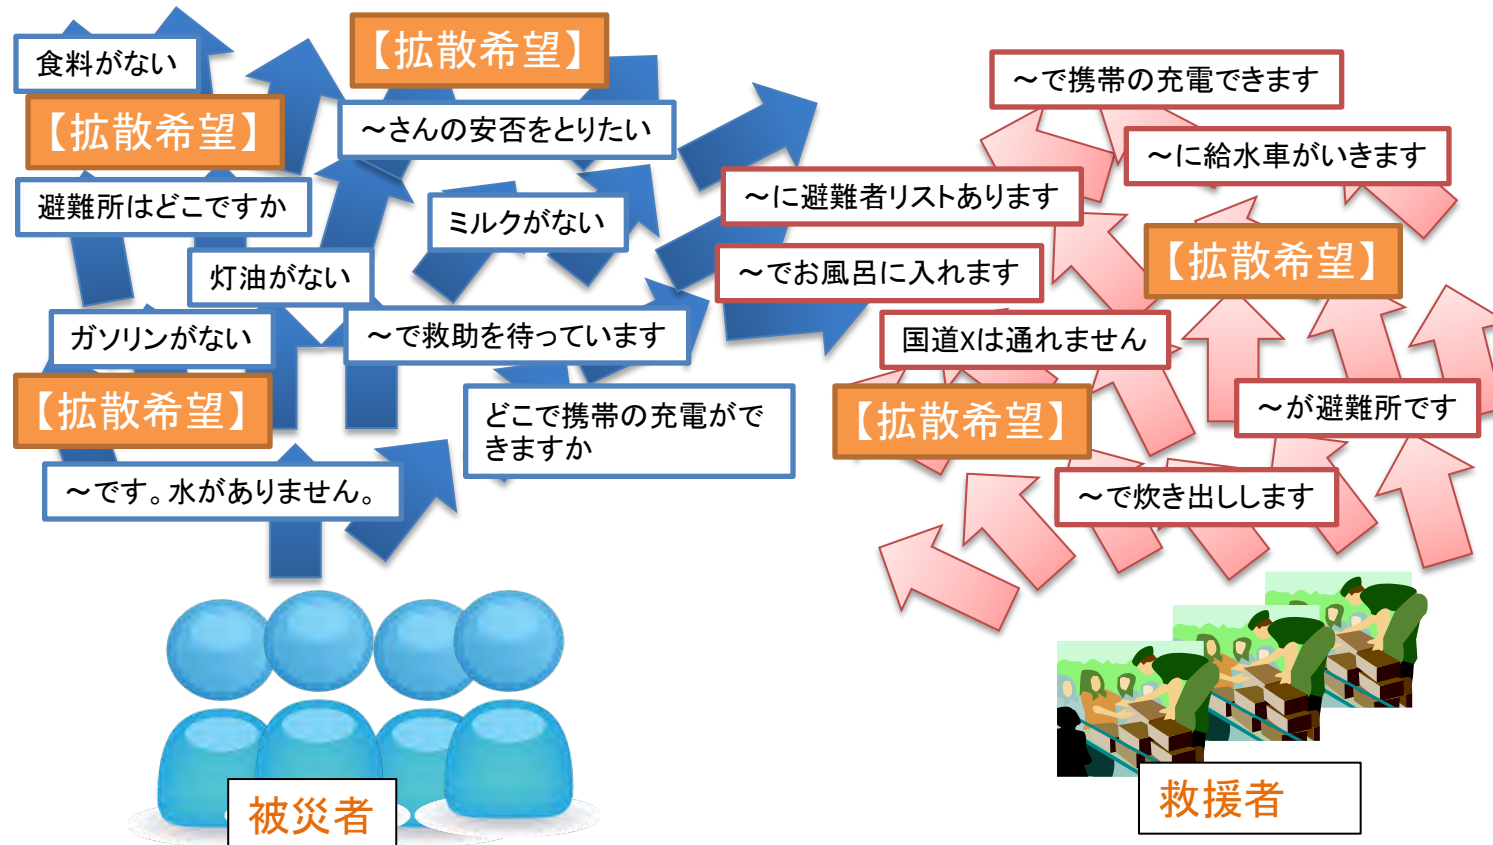 食料がない
【拡散希望】
【拡散希望】
～さんの安否をとりたい
避難所はどこですか
ミルクがない
灯油がない
ガソリンがない
～で救助を待っています
【拡散希望】
どこで携帯の充電がで
きますか
～です。水がありません。
被災者
～で携帯の充電できます
～に給水車がいきます
～に避難者リストあります
【拡散希望】
～でお風呂に入れます
国道xは通れません
【拡散希望】
～が避難所です
～で炊き出しします
救援者